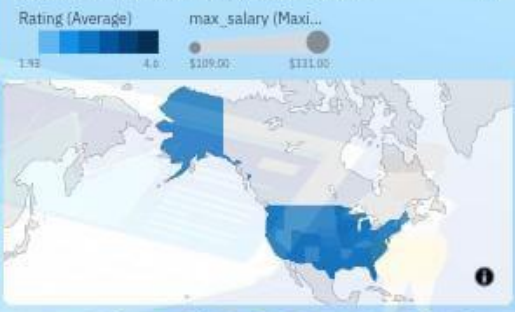 Rating (Average)
max_salary (Maxi...
1.93
4.6
$109.00
$331.00